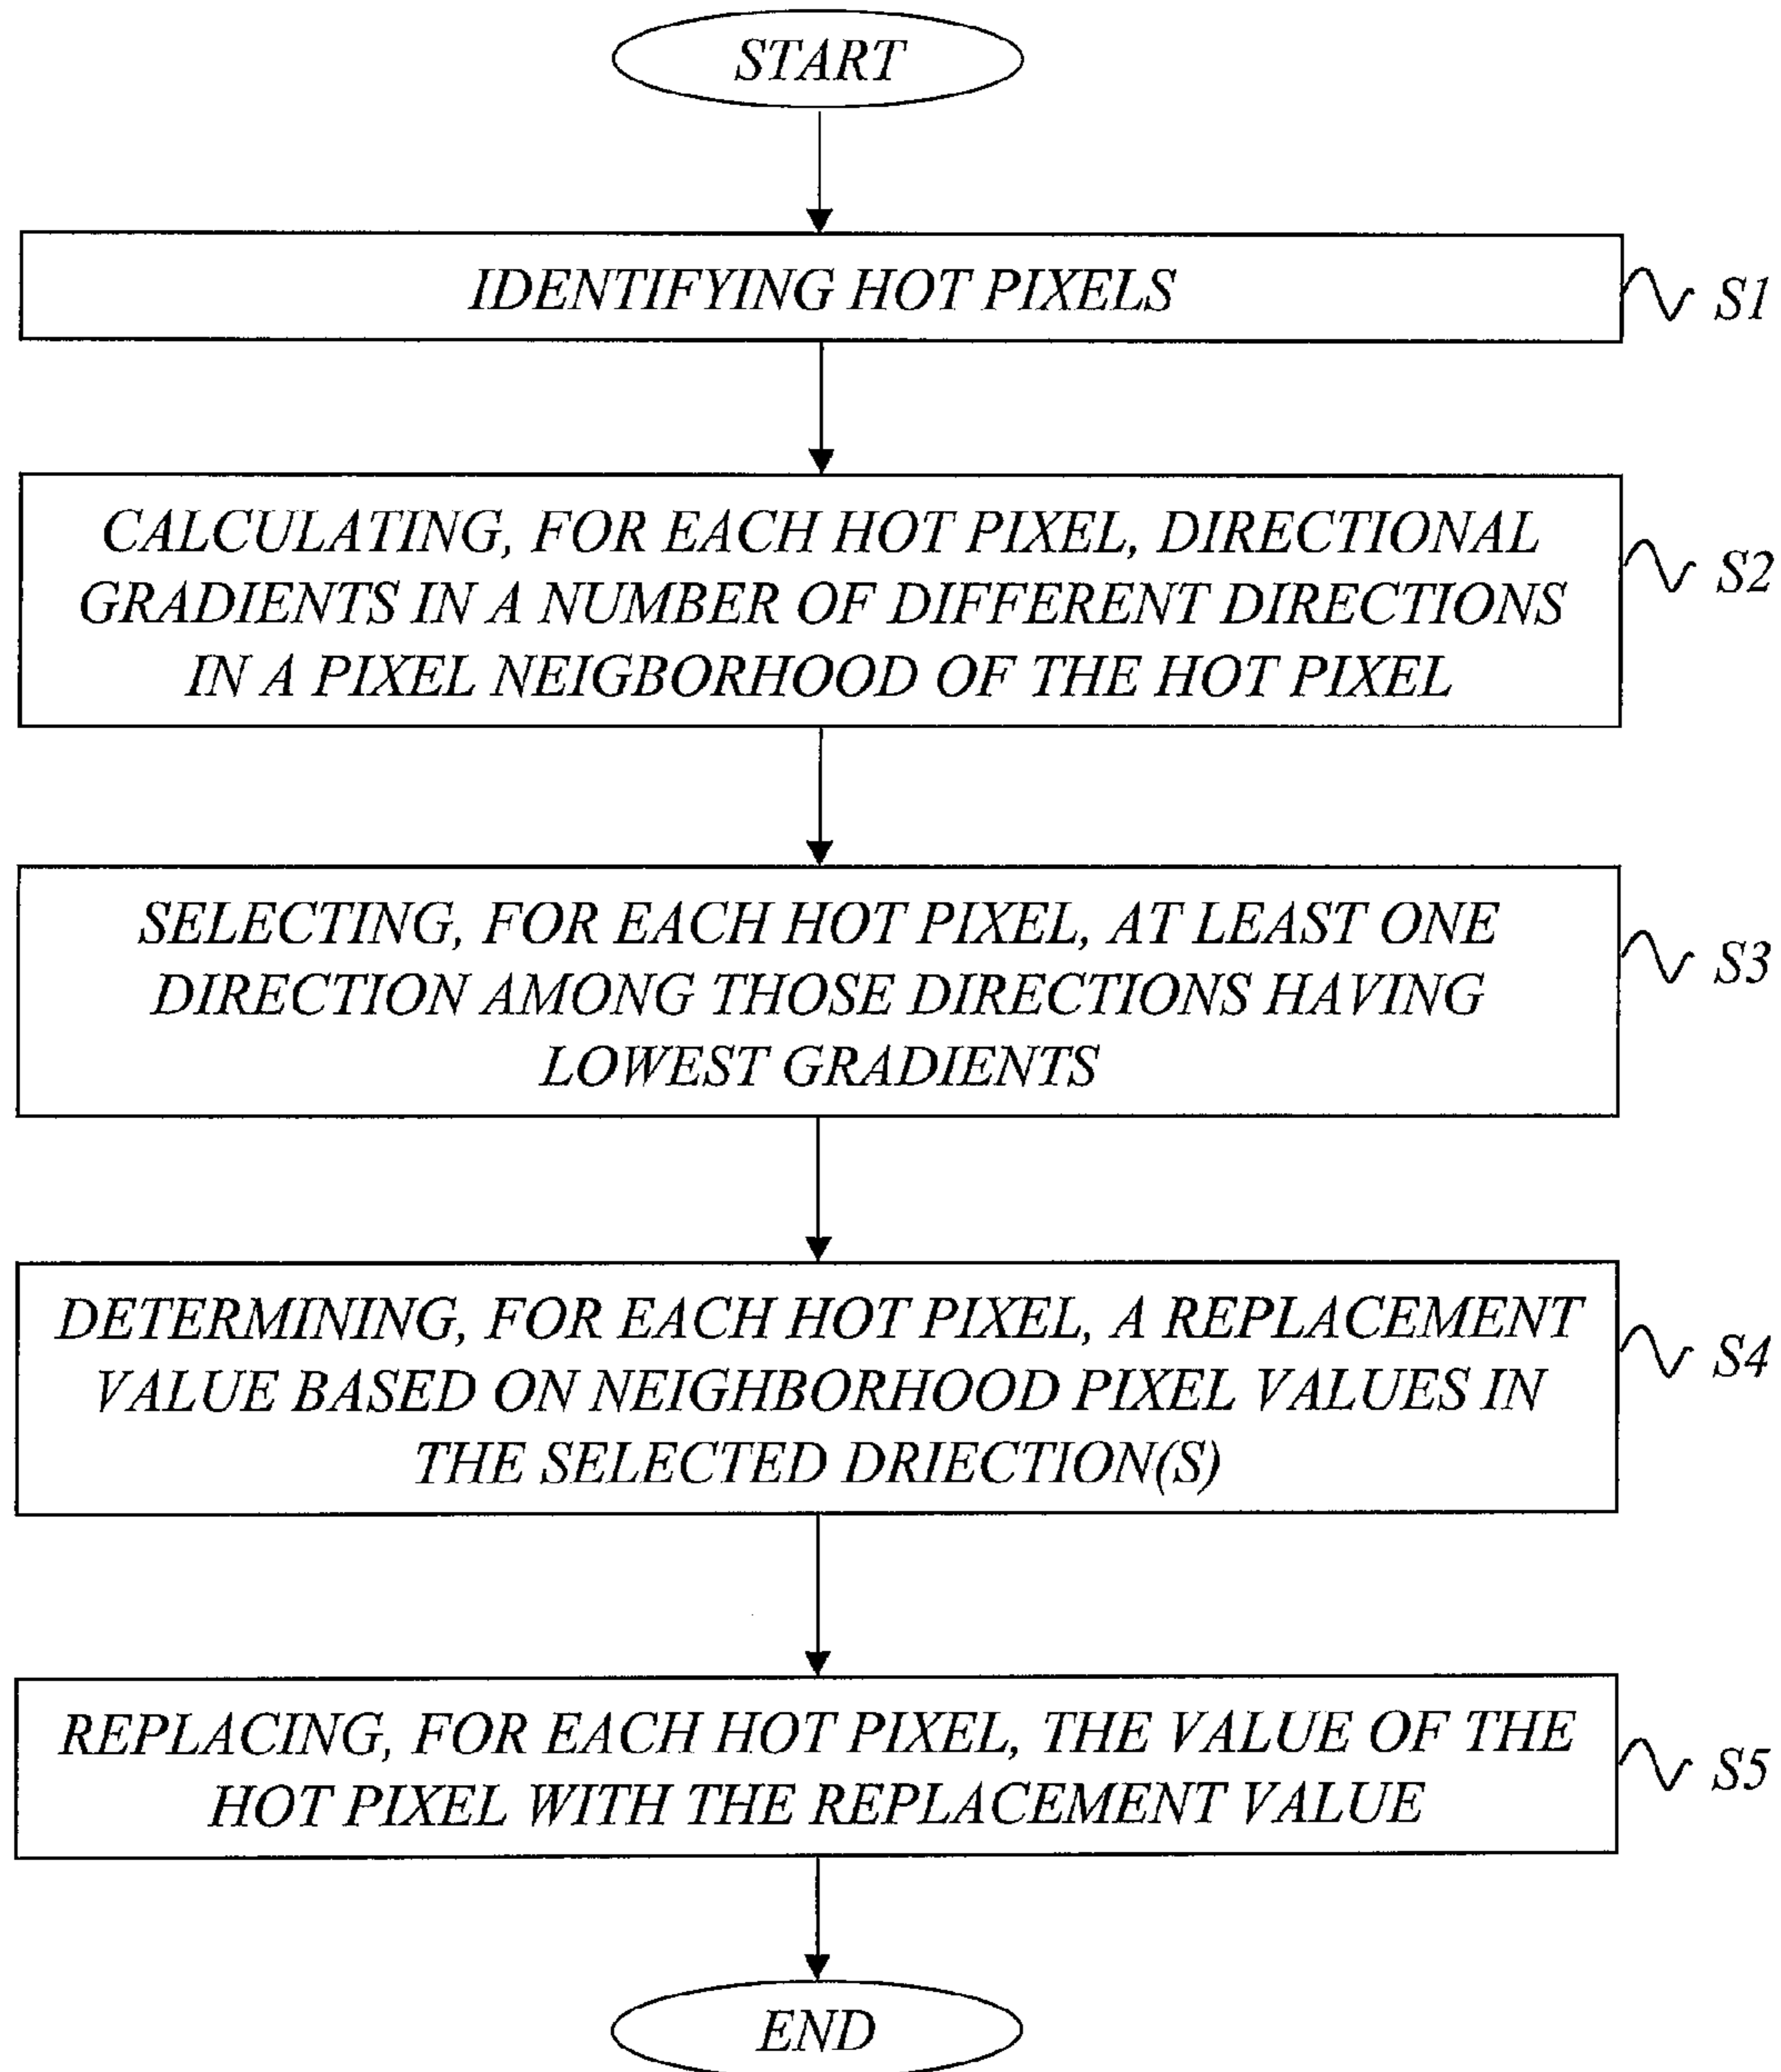 START
IDENTIFYING HOT PIXELS
S1
CALCULATING, FOR EACH HOT PIXEL, DIRECTIONAL
GRADIENTS IN A NUMBER OF DIFFERENT DIRECTIONS
IN A PIXEL NEIGBORHOOD OF THE HOT PIXEL
S2
SELECTING, FOR EACH HOT PIXEL, AT LEAST ONE
DIRECTION AMONG THOSE DIRECTIONS HAVING
LOWEST GRADIENTS
S3
DETERMINING, FOR EACH HOT PIXEL, A REPLACEMENT
VALUE BASED ON NEIGHBORHOOD PIXEL VALUES IN
THE SELECTED DRIECTION(S)
S4
REPLACING, FOR EACH HOT PIXEL, THE VALUE OF THE
HOT PIXEL WITH THE REPLACEMENT VALUE
S5
END